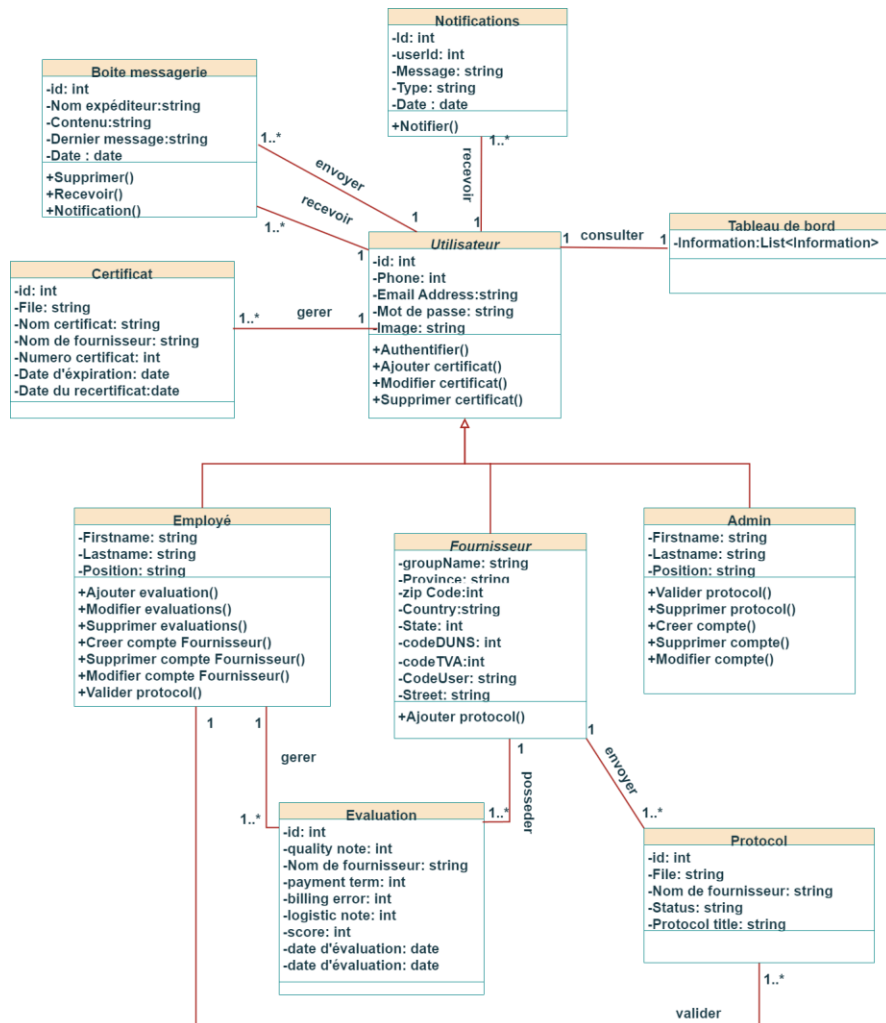 Notifications
-Id: int
-userId: int
-Message: string
-Type: string
-Date : date
+Notifier()
Boite messagerie
-id: int
-Nom expéditeur:string
-Contenu:string
-Dernier message:string
-Date : date
+Supprimer()
+Recevoir()
+Notification()
1..*
envoyer
1
1..*
recevoir
1
1..*
recevoir
1
Utilisateur
-id: int
-Phone: int
-Email Address:string
-Mot de passe: string
-Image: string
+Authentifier()
+Ajouter certificat()
+Modifier certificat()
+Supprimer certificat()
1
consulter
1
Tableau de bord
-Information:List<Information>
Certificat
-id: int
-File: string
-Nom certificat: string
-Nom de fournisseur: string
-Numero certificat: int
-Date d'éxpiration: date
-Date du recertificat:date
1..*
gerer
1
Employé
-Firstname: string
-Lastname: string
-Position: string
+Ajouter evaluation()
+Modifier evaluations()
+Supprimer evaluations()
+Creer compte Fournisseur()
+Supprimer compte Fournisseur()
+Modifier compte Fournisseur()
+Valider protocol()
Fournisseur
-groupName: string
-Province: string
-zip Code:int
-Country:string
-State: int
-codeDUNS: int
-codeTVA:int
-CodeUser: string
-Street: string
+Ajouter protocol()
Admin
-Firstname: string
-Lastname: string
-Position: string
+Valider protocol()
+Supprimer protocol()
+Creer compte()
+Supprimer compte()
+Modifier compte()
1
1
gerer
1..*
1
posseder
1..*
1
envoyer
1..*
Evaluation
-id: int
-quality note: int
-Nom de fournisseur: string
-payment term: int
-billing error: int
-logistic note: int
-score: int
-date d'évaluation: date
-date d'évaluation: date
Protocol
-id: int
-File: string
-Nom de fournisseur: string
-Status: string
-Protocol title: string
1..*
valider